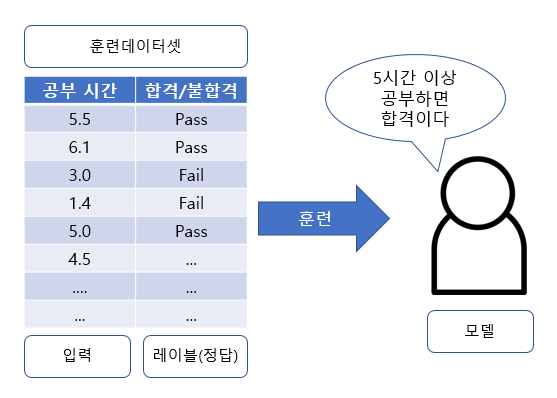 훈련데이터셋
공부 시간 합격/불합격
5.5 Pass
6.1 Pass
3.0 Fail
1.4 Fail
5.0 Pass
4.5 ...
.... ...
... ...
입력 레이블(정답)
훈련
5시간 이상
공부하면
합격이다
모델